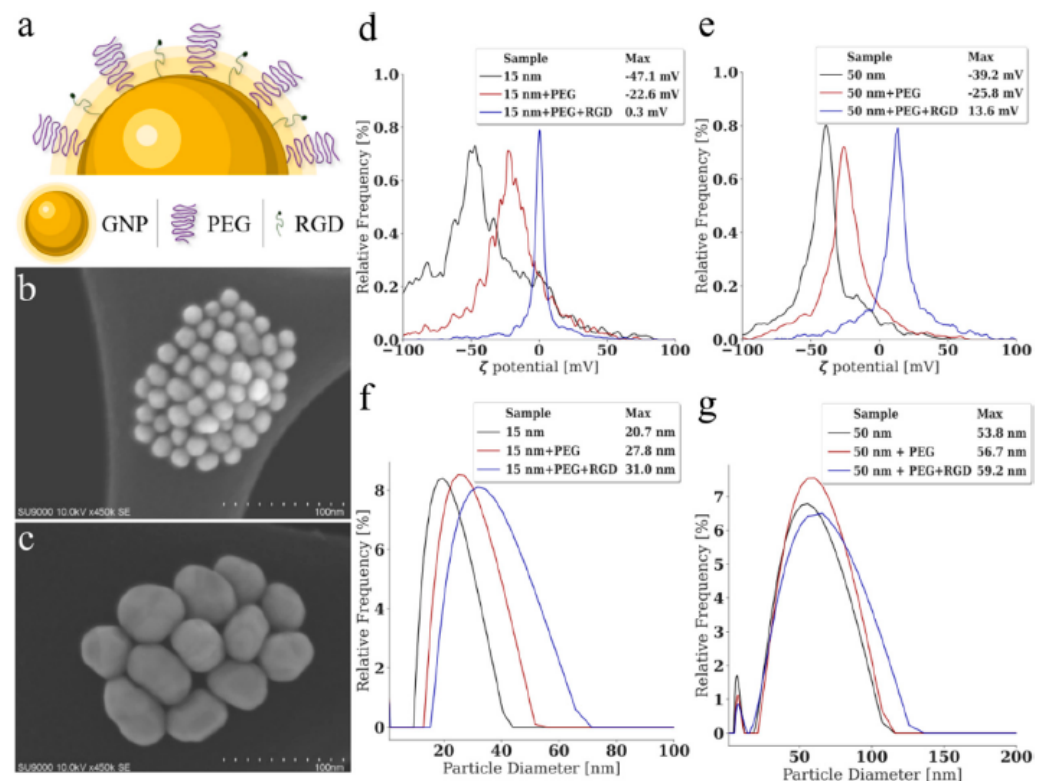 a
GNP
PEG
RGD
b
SU9000 10.0kV x450k SE
100nm
c
SU9000 10.0kV x450k SE
100nm
d
Sample Max
15 nm -47.1 mV
15 nm+PEG -22.6 mV
15 nm+PEG+RGD 0.3 mV
Relative Frequency [%]
1.0
0.8
0.6
0.4
0.2
0.0
−100 −50 0 50 100
ζ potential [mV]
e
Sample Max
50 nm -39.2 mV
50 nm+PEG -25.8 mV
50 nm+PEG+RGD 13.6 mV
Relative Frequency [%]
1.0
0.8
0.6
0.4
0.2
0.0
−100 −50 0 50 100
ζ potential [mV]
f
Sample Max
15 nm 20.7 nm
15 nm+PEG 27.8 nm
15 nm+PEG+RGD 31.0 nm
Relative Frequency [%]
8
6
4
2
0
20 40 60 80 100
Particle Diameter [nm]
g
Sample Max
50 nm 53.8 nm
50 nm + PEG 56.7 nm
50 nm + PEG+RGD 59.2 nm
Relative Frequency [%]
7
6
5
4
3
2
1
0
50 100 150 200
Particle Diameter [nm]